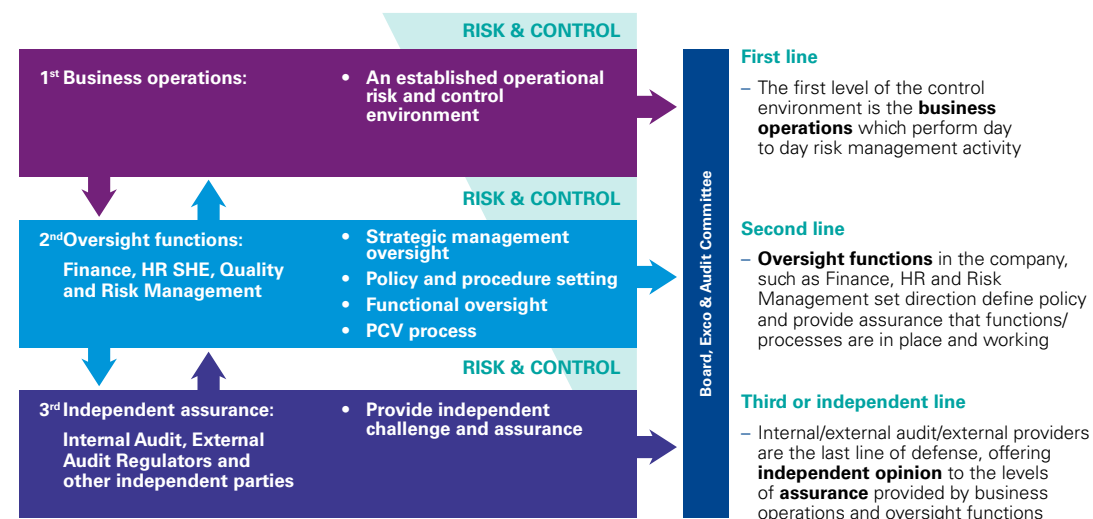 RISK & CONTROL
1st Business operations:
• An established operational
risk and control
environment
RISK & CONTROL
2nd Oversight functions:
Finance, HR SHE, Quality
and Risk Management
• Strategic management
oversight
• Policy and procedure setting
• Functional oversight
• PCV process
RISK & CONTROL
3rd Independent assurance:
Internal Audit, External
Audit Regulators and
other independent parties
• Provide independent
challenge and assurance
Board, Exco & Audit Committee
First line
– The first level of the control
environment is the business
operations which perform day
to day risk management activity
Second line
– Oversight functions in the company,
such as Finance, HR and Risk
Management set direction define policy
and provide assurance that functions/
processes are in place and working
Third or independent line
– Internal/external audit/external providers
are the last line of defense, offering
independent opinion to the levels
of assurance provided by business
operations and oversight functions